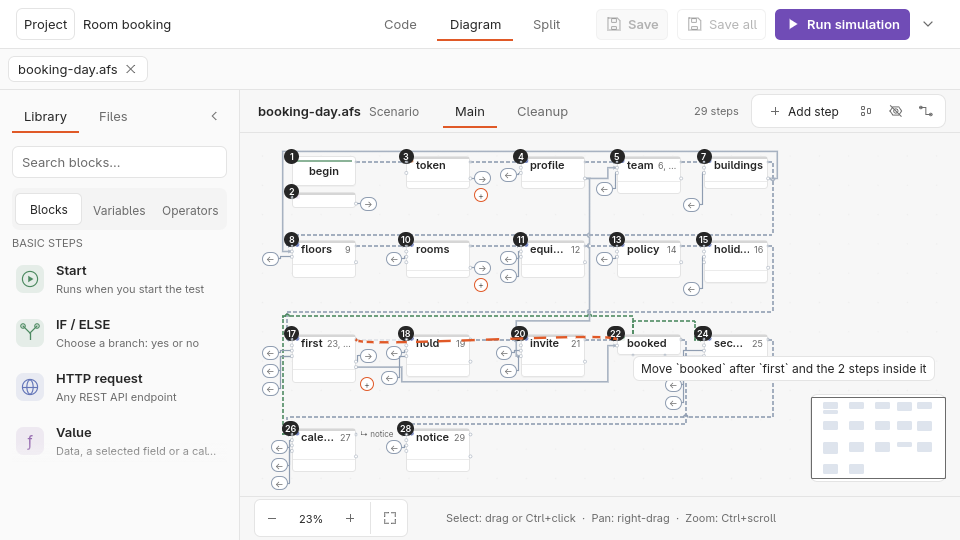 Project
Room booking
Code
Diagram
Split
Save
Save all
Run simulation
booking-day.afs
Library
Files
booking-day.afs
Scenario
Main
Cleanup
29 steps
Add step
Search blocks...
Blocks
Variables
Operators
BASIC STEPS
Start
Runs when you start the test
IF / ELSE
Choose a branch: yes or no
HTTP request
Any REST API endpoint
Value
Data, a selected field or a cal...
1
begin
2
3
token
4
profile
5
team 6, ...
7
buildings
8
floors 9
10
rooms
11
equi... 12
13
policy 14
15
holid... 16
17
first 23, ...
18
hold 19
20
invite 21
22
booked
24
sec... 25
Move `booked` after `first` and the 2 steps inside it
26
cale... 27
↳ notice
28
notice 29
23%
Select: drag or Ctrl+click · Pan: right-drag · Zoom: Ctrl+scroll